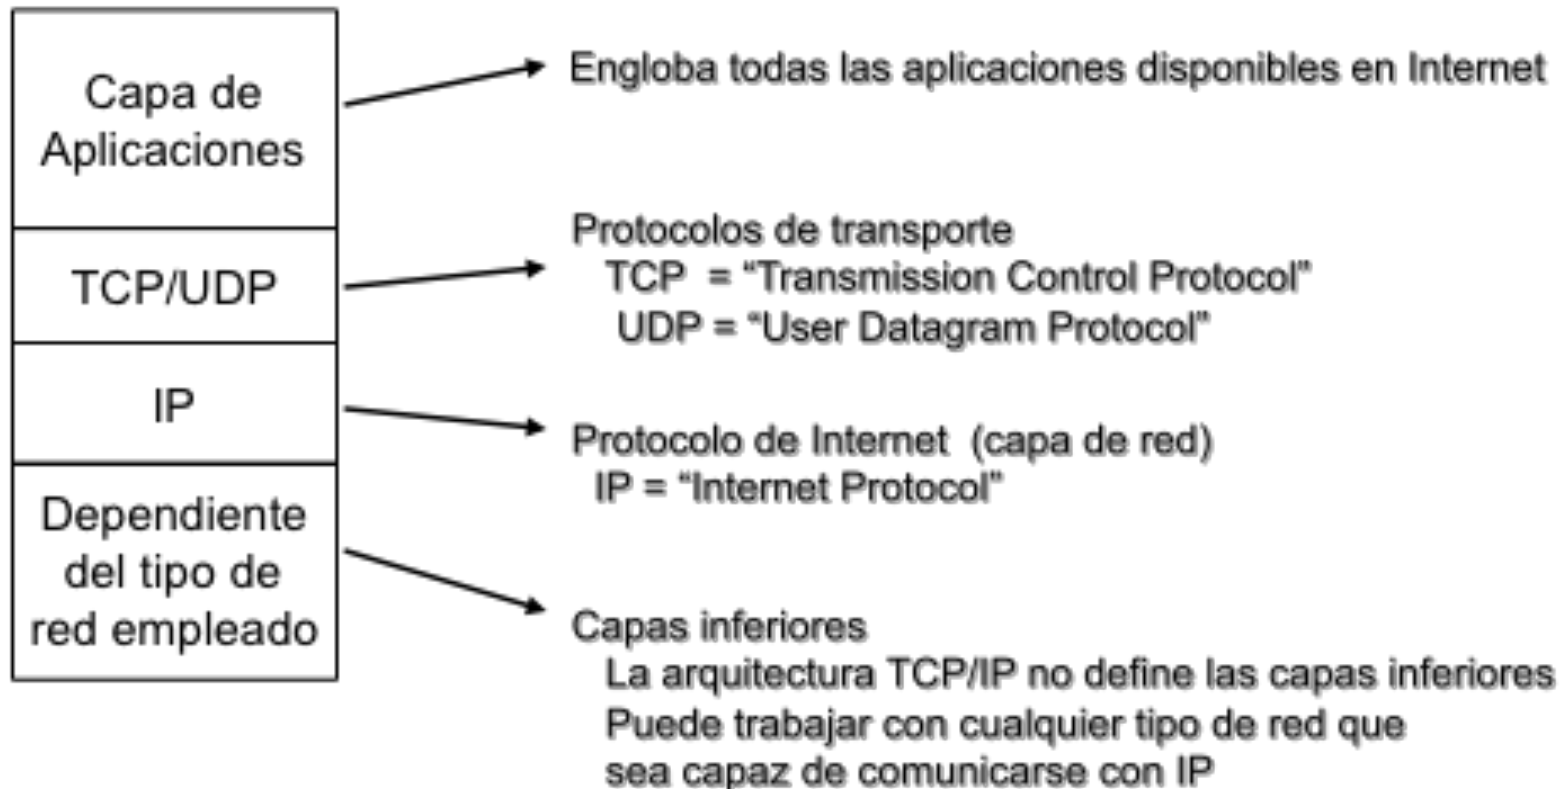 Capa de
Aplicaciones
Engloba todas las aplicaciones disponibles en Internet
TCP/UDP
Protocolos de transporte
TCP = “Transmission Control Protocol”
UDP = “User Datagram Protocol”
IP
Protocolo de Internet (capa de red)
IP = “Internet Protocol”
Dependiente
del tipo de
red empleado
Capas inferiores
La arquitectura TCP/IP no define las capas inferiores
Puede trabajar con cualquier tipo de red que
sea capaz de comunicarse con IP